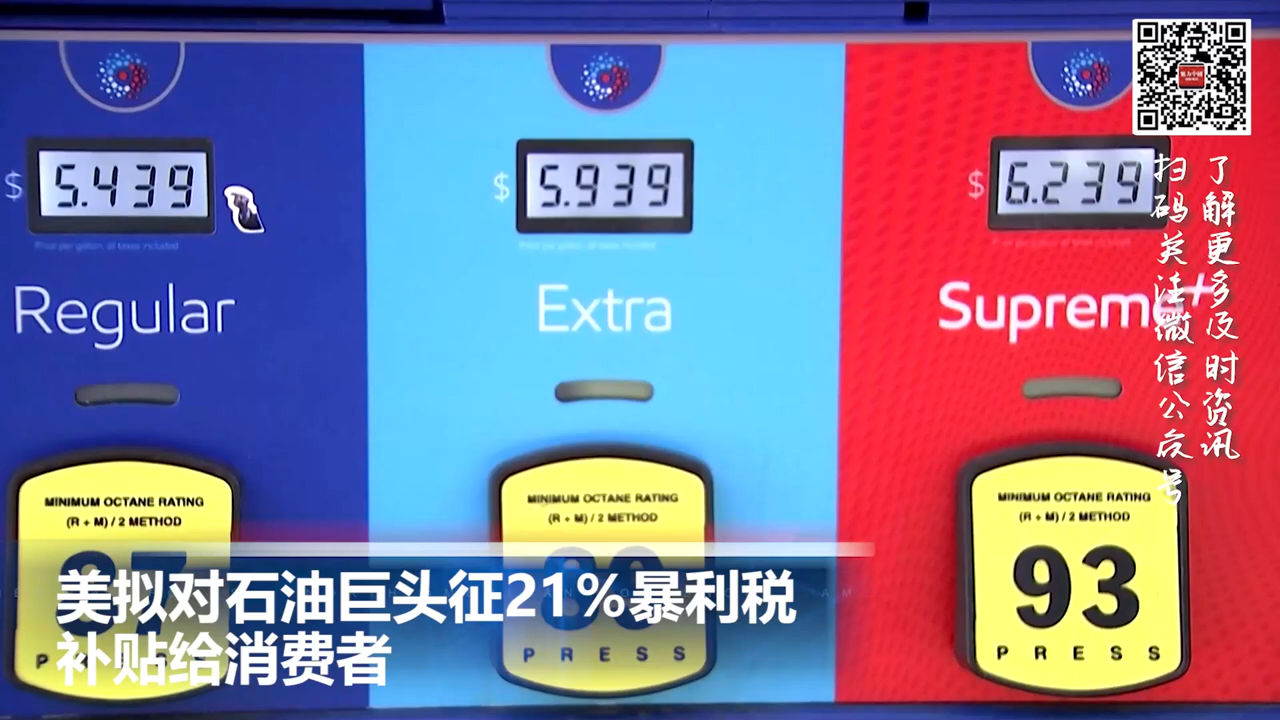 $ 5.439
$ 5.939
$ 6.239
Regular
Extra
Supreme+
MINIMUM OCTANE RATING
(R + M) / 2 METHOD
87
PRESS
MINIMUM OCTANE RATING
(R + M) / 2 METHOD
PRESS
MINIMUM OCTANE RATING
(R + M) / 2 METHOD
93
PRESS
了解更多及时资讯
扫码关注微信公众号
美拟对石油巨头征21%暴利税
补贴给消费者